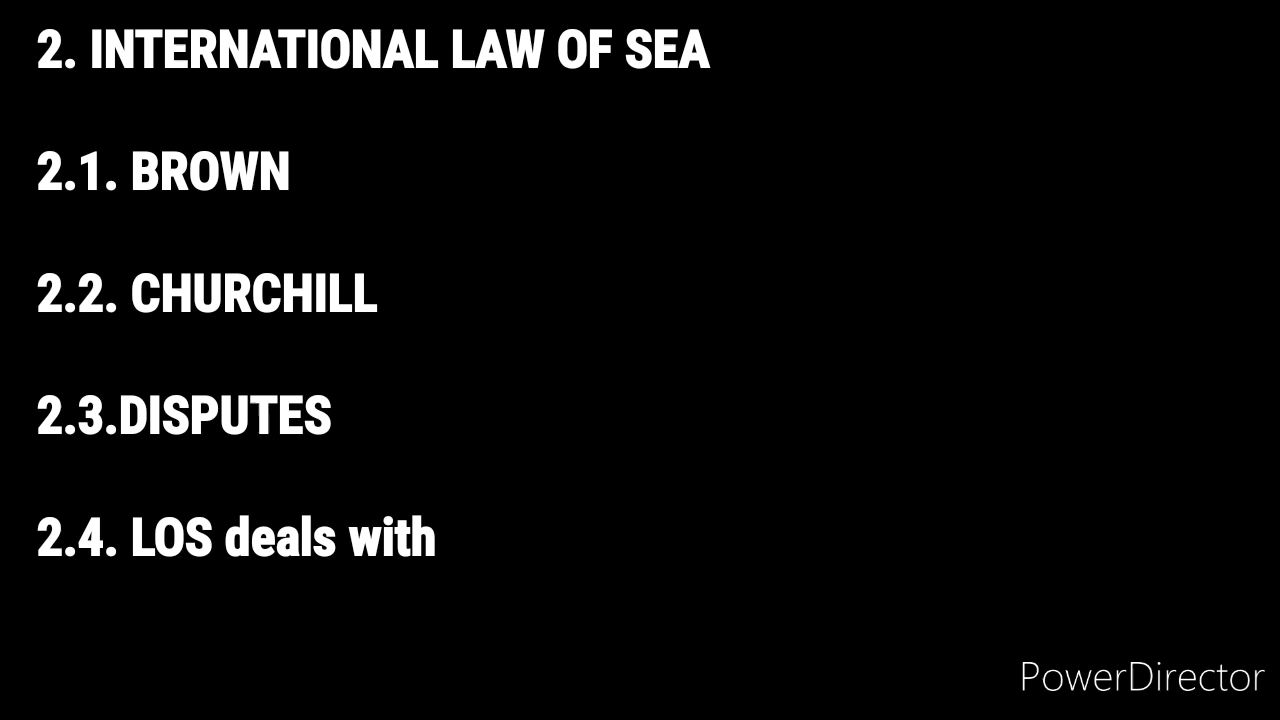 2. INTERNATIONAL LAW OF SEA
2.1. BROWN
2.2. CHURCHILL
2.3.DISPUTES
2.4. LOS deals with
PowerDirector